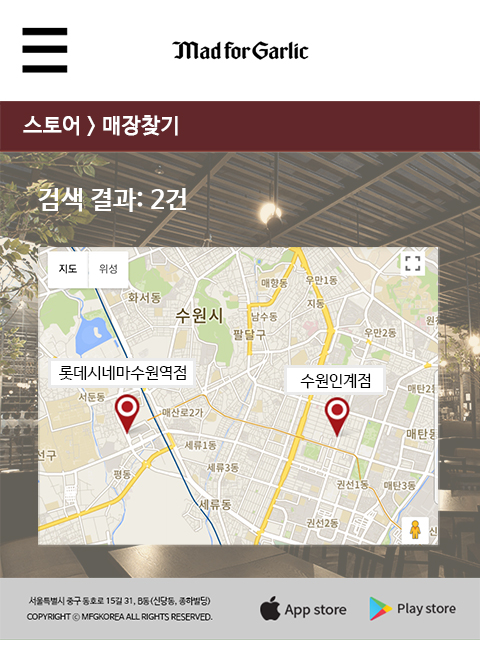 Mad for Garlic
스토어 > 매장찾기
검색 결과: 2건
지도 위성
매향동 우만1동
화서동
지동
수원시 남수동
팔달구
우만2동
롯데시네마수원역점
수원인계점
서둔동
매산로2가
매탄동
세류1동
서구
세류3동
평동
권선1동
매탄3동
세류동
권선2동
서울특별시 중구 동호로 15길 31, B동(신당동, 종하빌딩)
COPYRIGHT ⓒ MFGKOREA ALL RIGHTS RESERVED.
App store
Play store